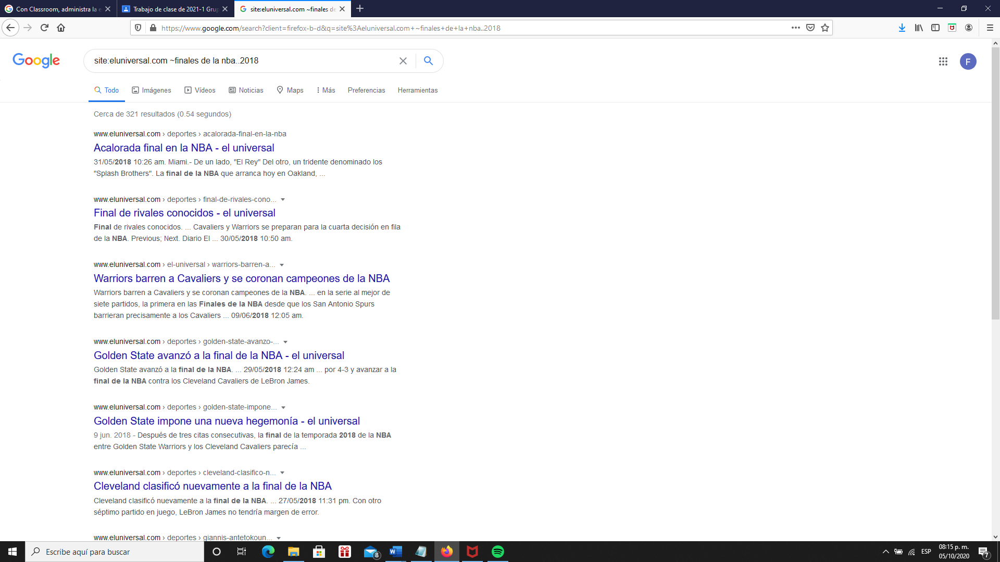 Con Classroom, administra la e
Trabajo de clase de 2021-1 Grup
site:eluniversal.com ~finales de
https://www.google.com/search?client=firefox-b-d&q=site%3Aeluniversal.com+~finales+de+la+nba..2018
Google
site:eluniversal.com ~finales de la nba..2018
F
Todo Imágenes Vídeos Noticias Maps Más Preferencias Herramientas
Cerca de 321 resultados (0.54 segundos)
www.eluniversal.com › deportes › acalorada-final-en-la-nba
Acalorada final en la NBA - el universal
31/05/2018 10:26 am. Miami.- De un lado, "El Rey" Del otro, un tridente denominado los
"Splash Brothers". La final de la NBA que arranca hoy en Oakland, ...
www.eluniversal.com › deportes › final-de-rivales-cono...
Final de rivales conocidos - el universal
Final de rivales conocidos. ... Cavaliers y Warriors se preparan para la cuarta decisión en fila
de la NBA. Previous; Next. Diario El ... 30/05/2018 10:50 am.
www.eluniversal.com › el-universal › warriors-barren-a...
Warriors barren a Cavaliers y se coronan campeones de la NBA
Warriors barren a Cavaliers y se coronan campeones de la NBA. ... en la serie al mejor de
siete partidos, la primera en las Finales de la NBA desde que los San Antonio Spurs
barrieran precisamente a los Cavaliers ... 09/06/2018 12:05 am.
www.eluniversal.com › deportes › golden-state-avanzo-...
Golden State avanzó a la final de la NBA - el universal
Golden State avanzó a la final de la NBA. ... 29/05/2018 12:24 am ... por 4-3 y avanzar a la
final de la NBA contra los Cleveland Cavaliers de LeBron James.
www.eluniversal.com › deportes › golden-state-impone...
Golden State impone una nueva hegemonía - el universal
9 jun. 2018 - Después de tres citas consecutivas, la final de la temporada 2018 de la NBA
entre Golden State Warriors y los Cleveland Cavaliers parecía ...
www.eluniversal.com › deportes › cleveland-clasifico-n...
Cleveland clasificó nuevamente a la final de la NBA
Cleveland clasificó nuevamente a la final de la NBA. ... 27/05/2018 11:31 pm. Con otro
séptimo partido en juego, LeBron James no tendría margen de error.
www.eluniversal.com › deportes › giannis-antetokoun...
Escribe aquí para buscar
8
ESP
08:15 p. m.
05/10/2020
7